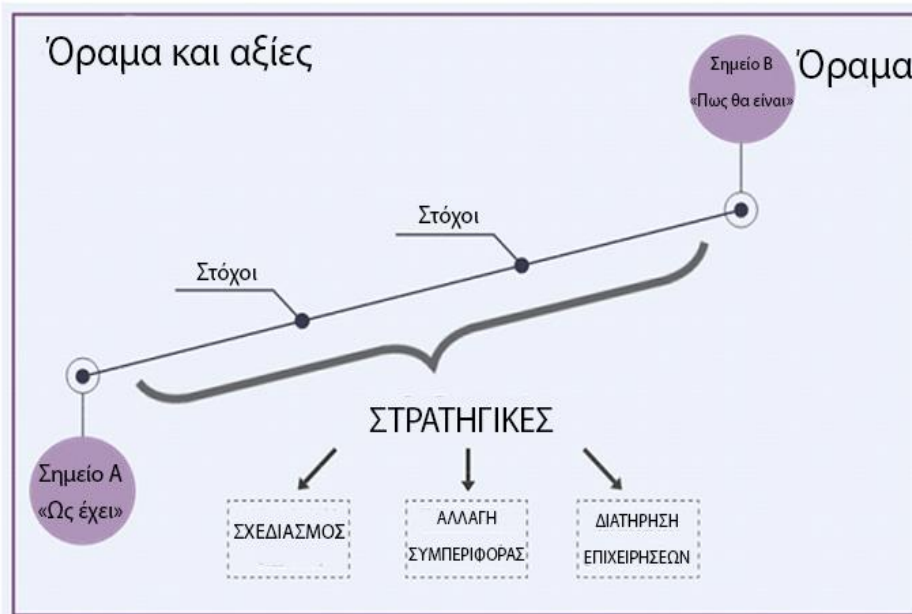 Όραμα και αξίες
Σημείο Β
«Πως θα είναι»
Όραμα
Στόχοι
Στόχοι
Σημείο Α
«Ως έχει»
ΣΤΡΑΤΗΓΙΚΕΣ
ΣΧΕΔΙΑΣΜΟΣ
ΑΛΛΑΓΗ
ΣΥΜΠΕΡΙΦΟΡΑΣ
ΔΙΑΤΗΡΗΣΗ
ΕΠΙΧΕΙΡΗΣΕΩΝ